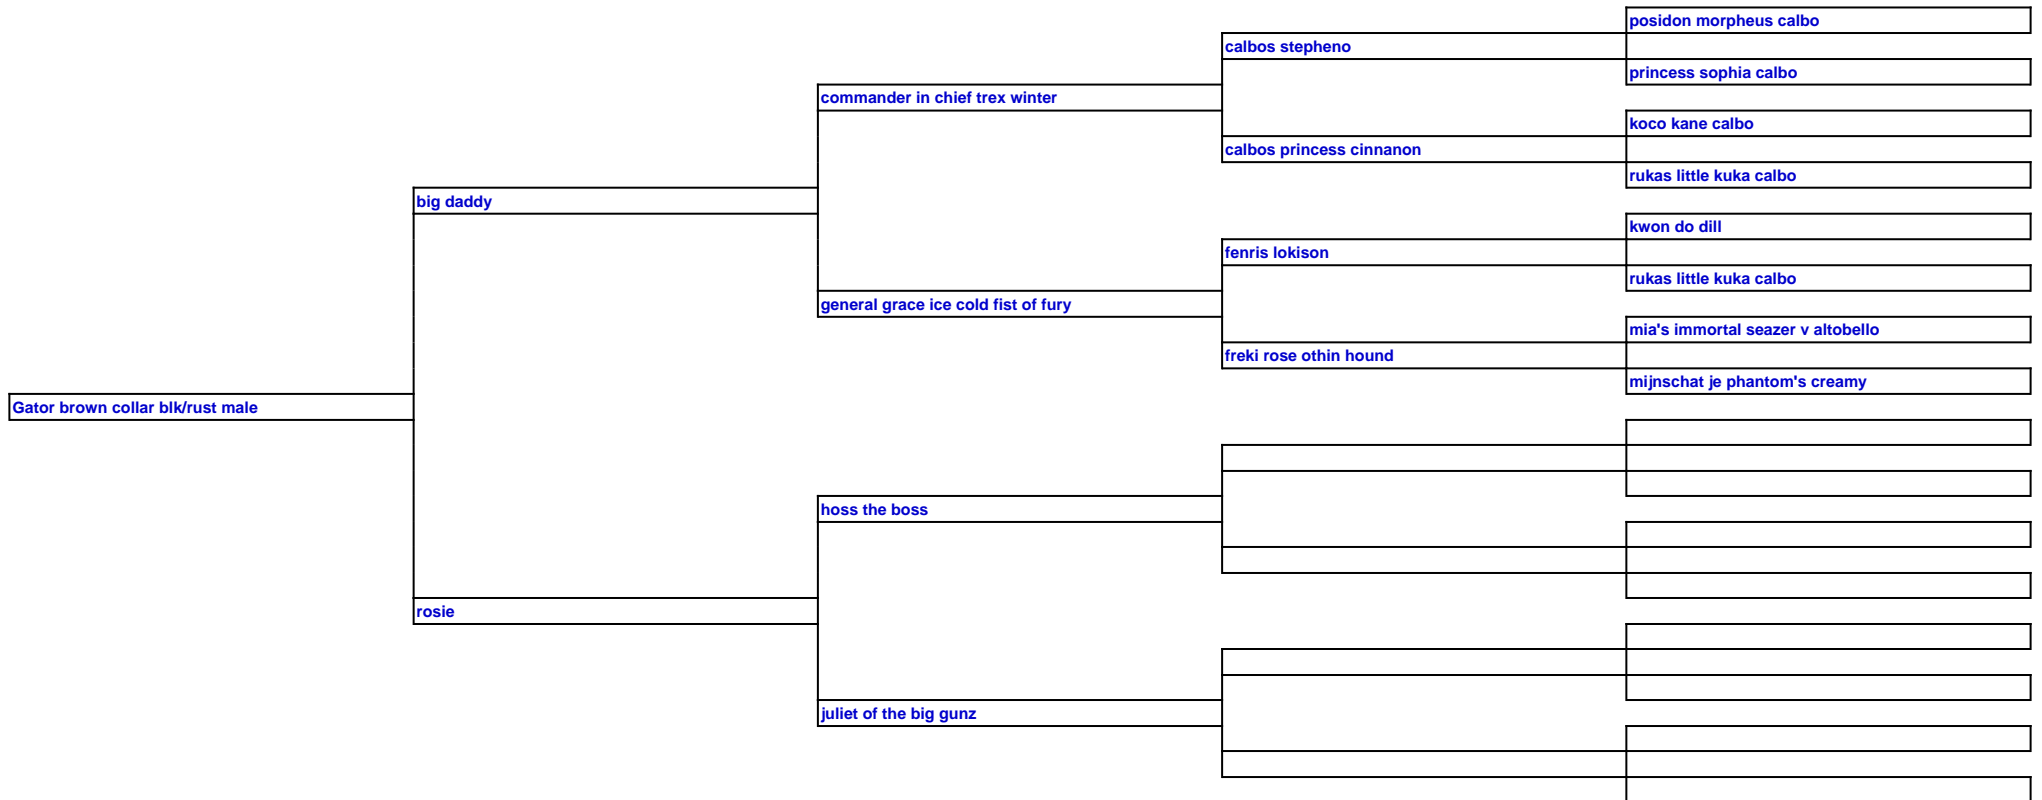 posidon morpheus calbo
calbos stepheno
princess sophia calbo
commander in chief trex winter
koco kane calbo
calbos princess cinnanon
rukas little kuka calbo
big daddy
kwon do dill
fenris lokison
rukas little kuka calbo
general grace ice cold fist of fury
mia's immortal seazer v altobello
freki rose othin hound
mijnschat je phantom's creamy
Gator brown collar blk/rust male
hoss the boss
rosie
juliet of the big gunz